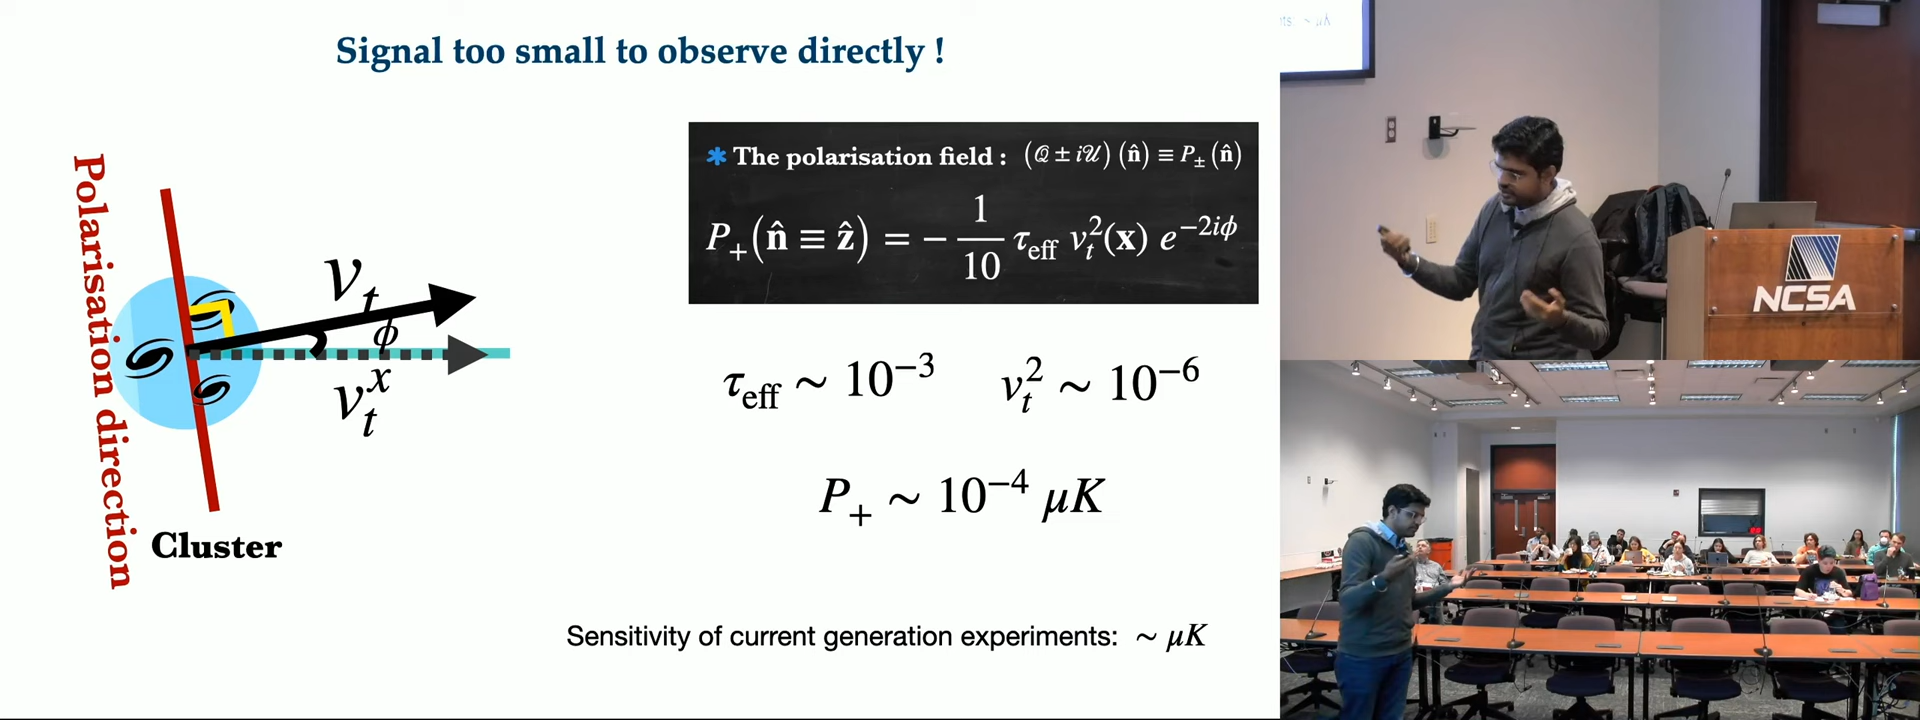 Signal too small to observe directly !
Polarisation direction
v_t
ϕ
v_t^x
Cluster
* The polarisation field : (Q ± iU) (n̂) ≡ P_±(n̂)
P_+(n̂ ≡ ẑ) = − 1/10 τ_eff v_t^2(x) e^{−2iϕ}
τ_eff ∼ 10^{−3} v_t^2 ∼ 10^{−6}
P_+ ∼ 10^{−4} μK
Sensitivity of current generation experiments: ∼ μK
nts: ∼ μK
NCSA